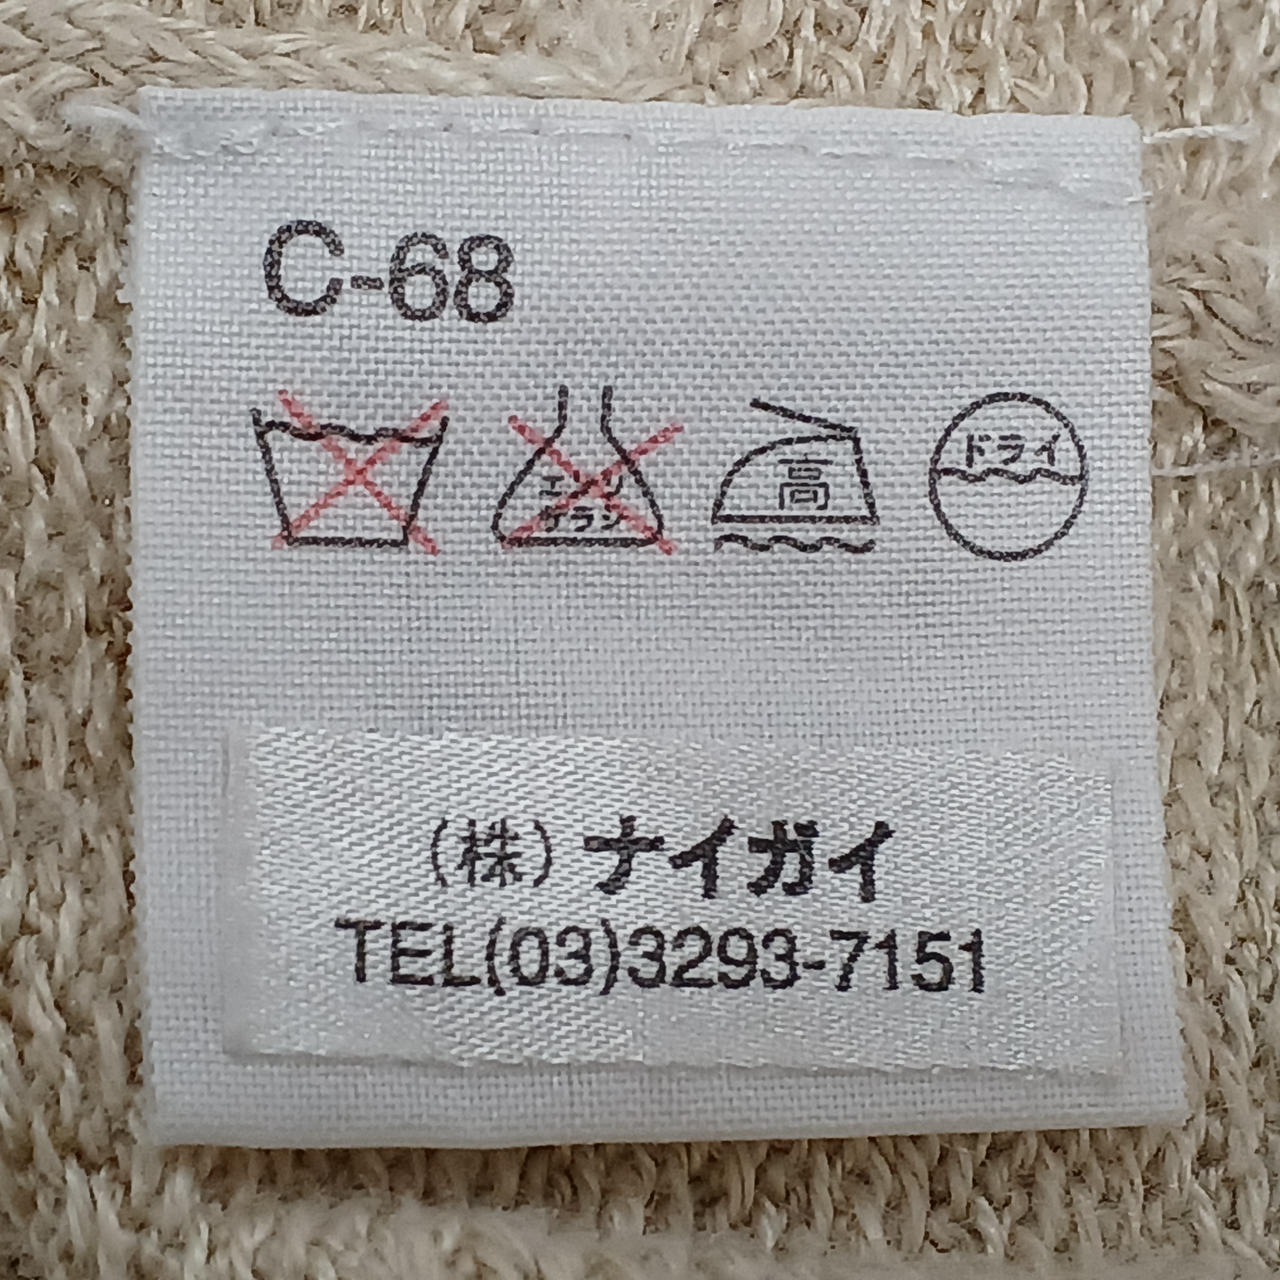 C-68
エンソ
サラシ
高
ドライ
(株) ナイガイ
TEL(03)3293-7151